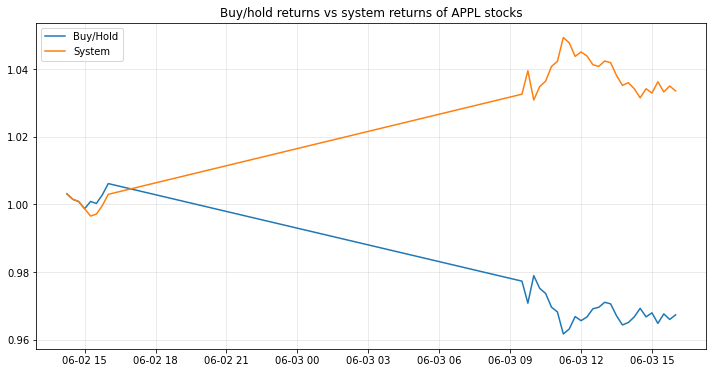 Buy/hold returns vs system returns of APPL stocks
Buy/Hold
System
1.04
1.02
1.00
0.98
0.96
06-02 15 06-02 18 06-02 21 06-03 00 06-03 03 06-03 06 06-03 09 06-03 12 06-03 15